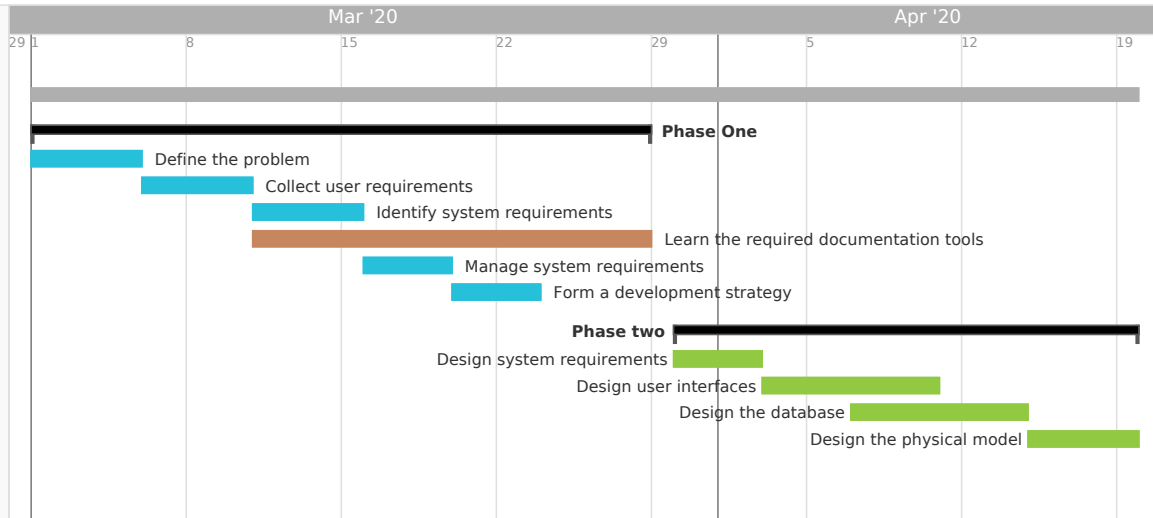 Mar '20 Apr '20
29 1 8 15 22 29 5 12 19
Phase One
Define the problem
Collect user requirements
Identify system requirements
Learn the required documentation tools
Manage system requirements
Form a development strategy
Phase two
Design system requirements
Design user interfaces
Design the database
Design the physical model